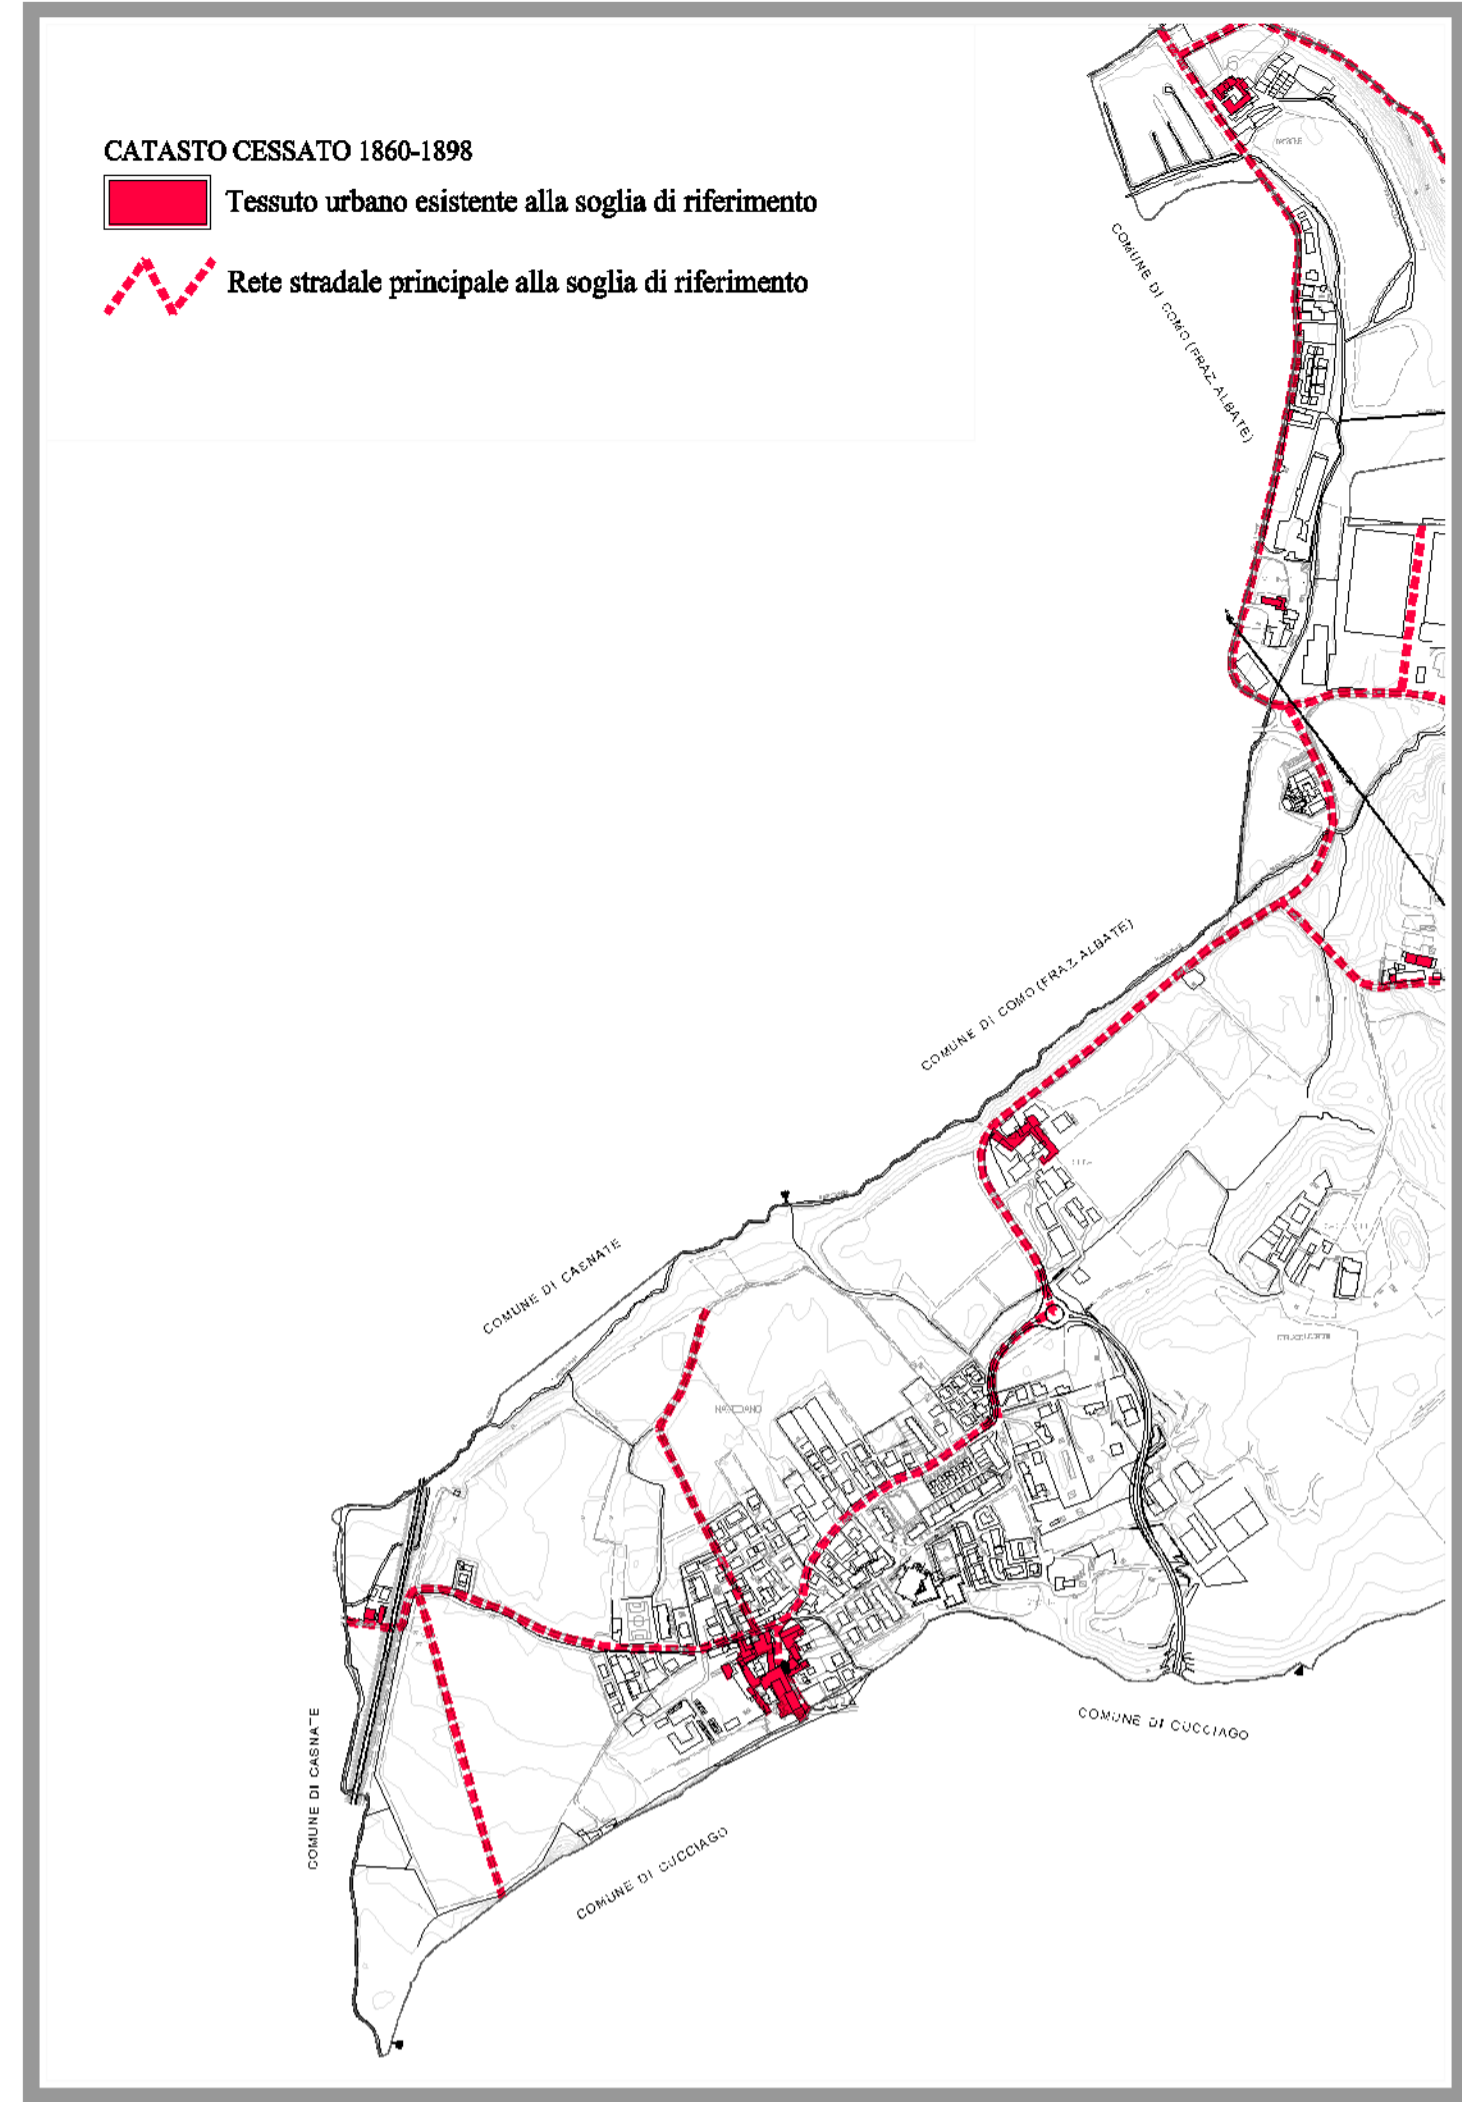 CATASTO CESSATO 1860-1898
Tessuto urbano esistente alla soglia di riferimento
Rete stradale principale alla soglia di riferimento
COMUNE DI COMO (FRAZ. ALBATE)
COMUNE DI COMO (FRAZ. ALBATE)
COMUNE DI CASNATE
COMUNE DI CASNATE
COMUNE DI CUCCIAGO
COMUNE DI CUCCIAGO